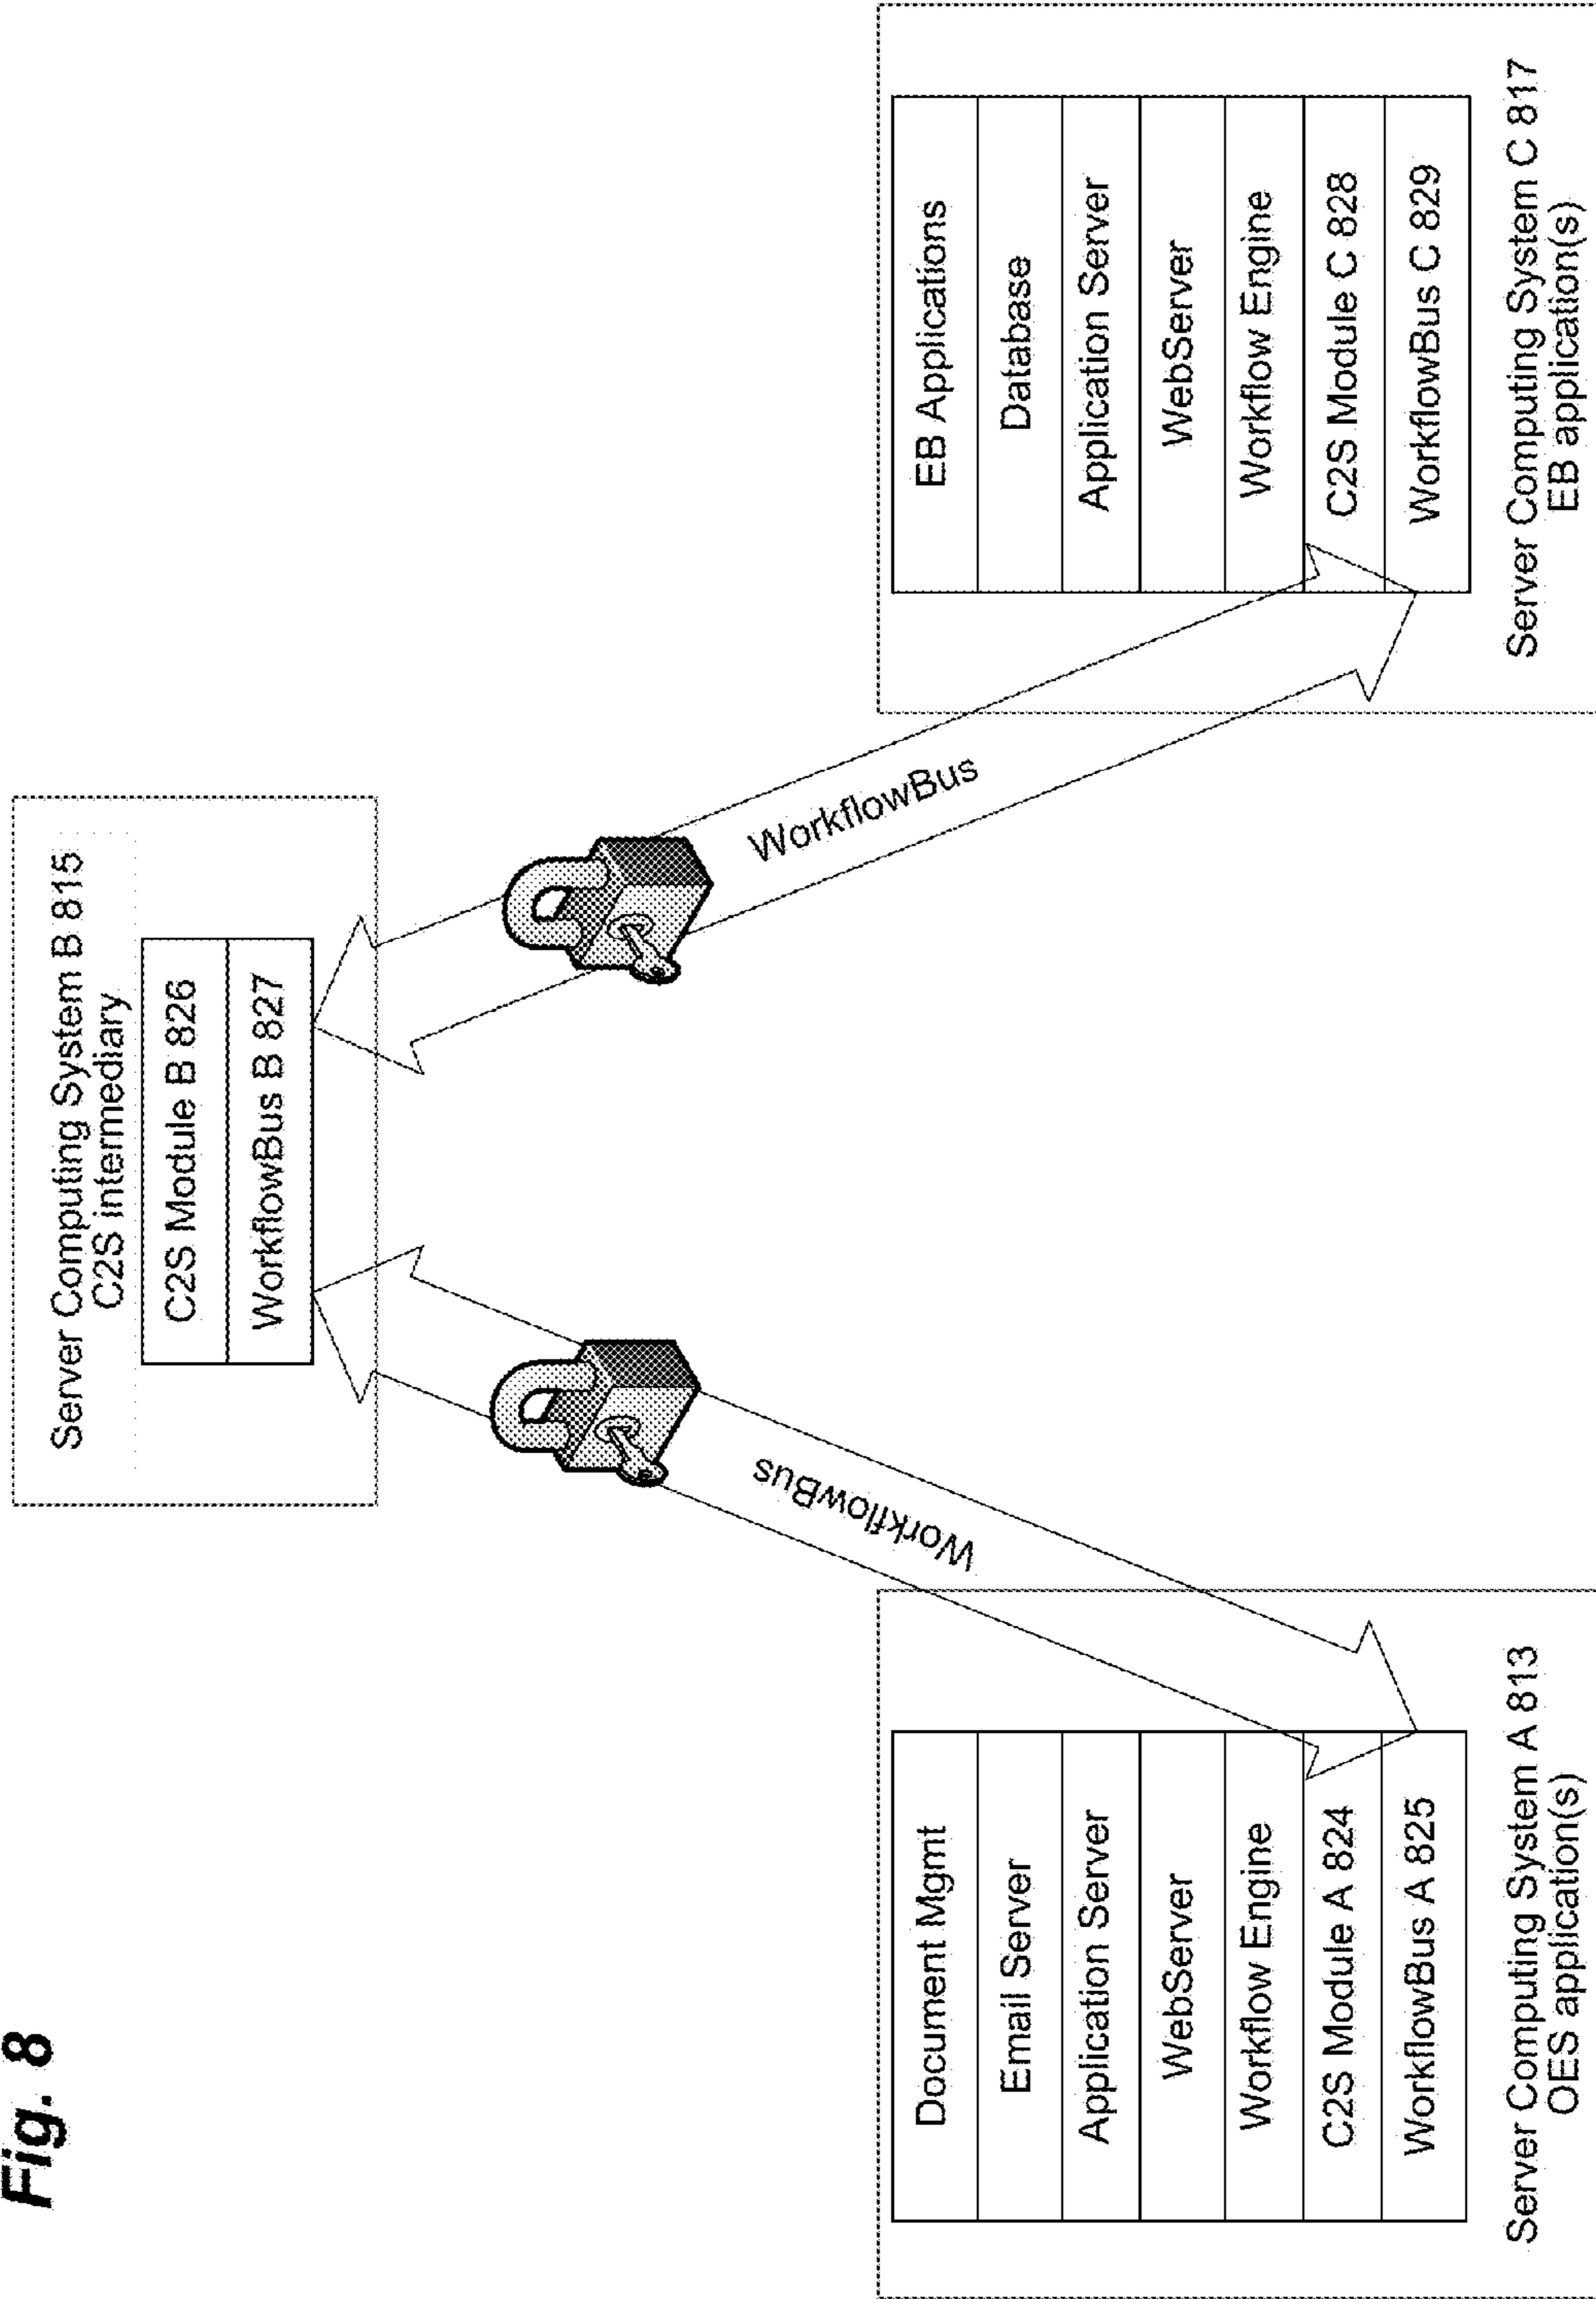 Fig. 8
Server Computing System B 815
C2S intermediary
C2S Module B 826
WorkflowBus B 827
WorkflowBus
WorkflowBus
Document Mgmt
Email Server
Application Server
WebServer
Workflow Engine
C2S Module A 824
WorkflowBus A 825
Server Computing System A 813
OES application(s)
EB Applications
Database
Application Server
WebServer
Workflow Engine
C2S Module C 828
WorkflowBus C 829
Server Computing System C 817
EB application(s)